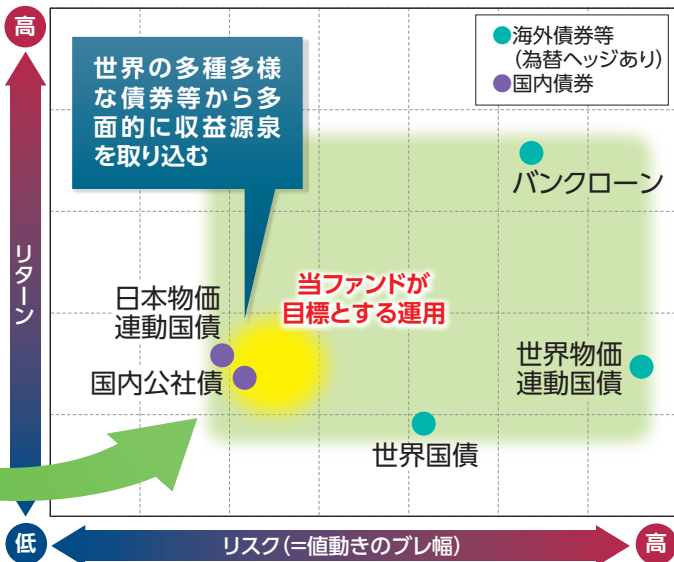 高
世界の多種多様
な債券等から多
面的に収益源泉
を取り込む
海外債券等
(為替ヘッジあり)
国内債券
バンクローン
リターン
当ファンドが
目標とする運用
日本物価
連動国債
国内公社債
世界物価
連動国債
世界国債
低
リスク(=値動きのブレ幅)
高